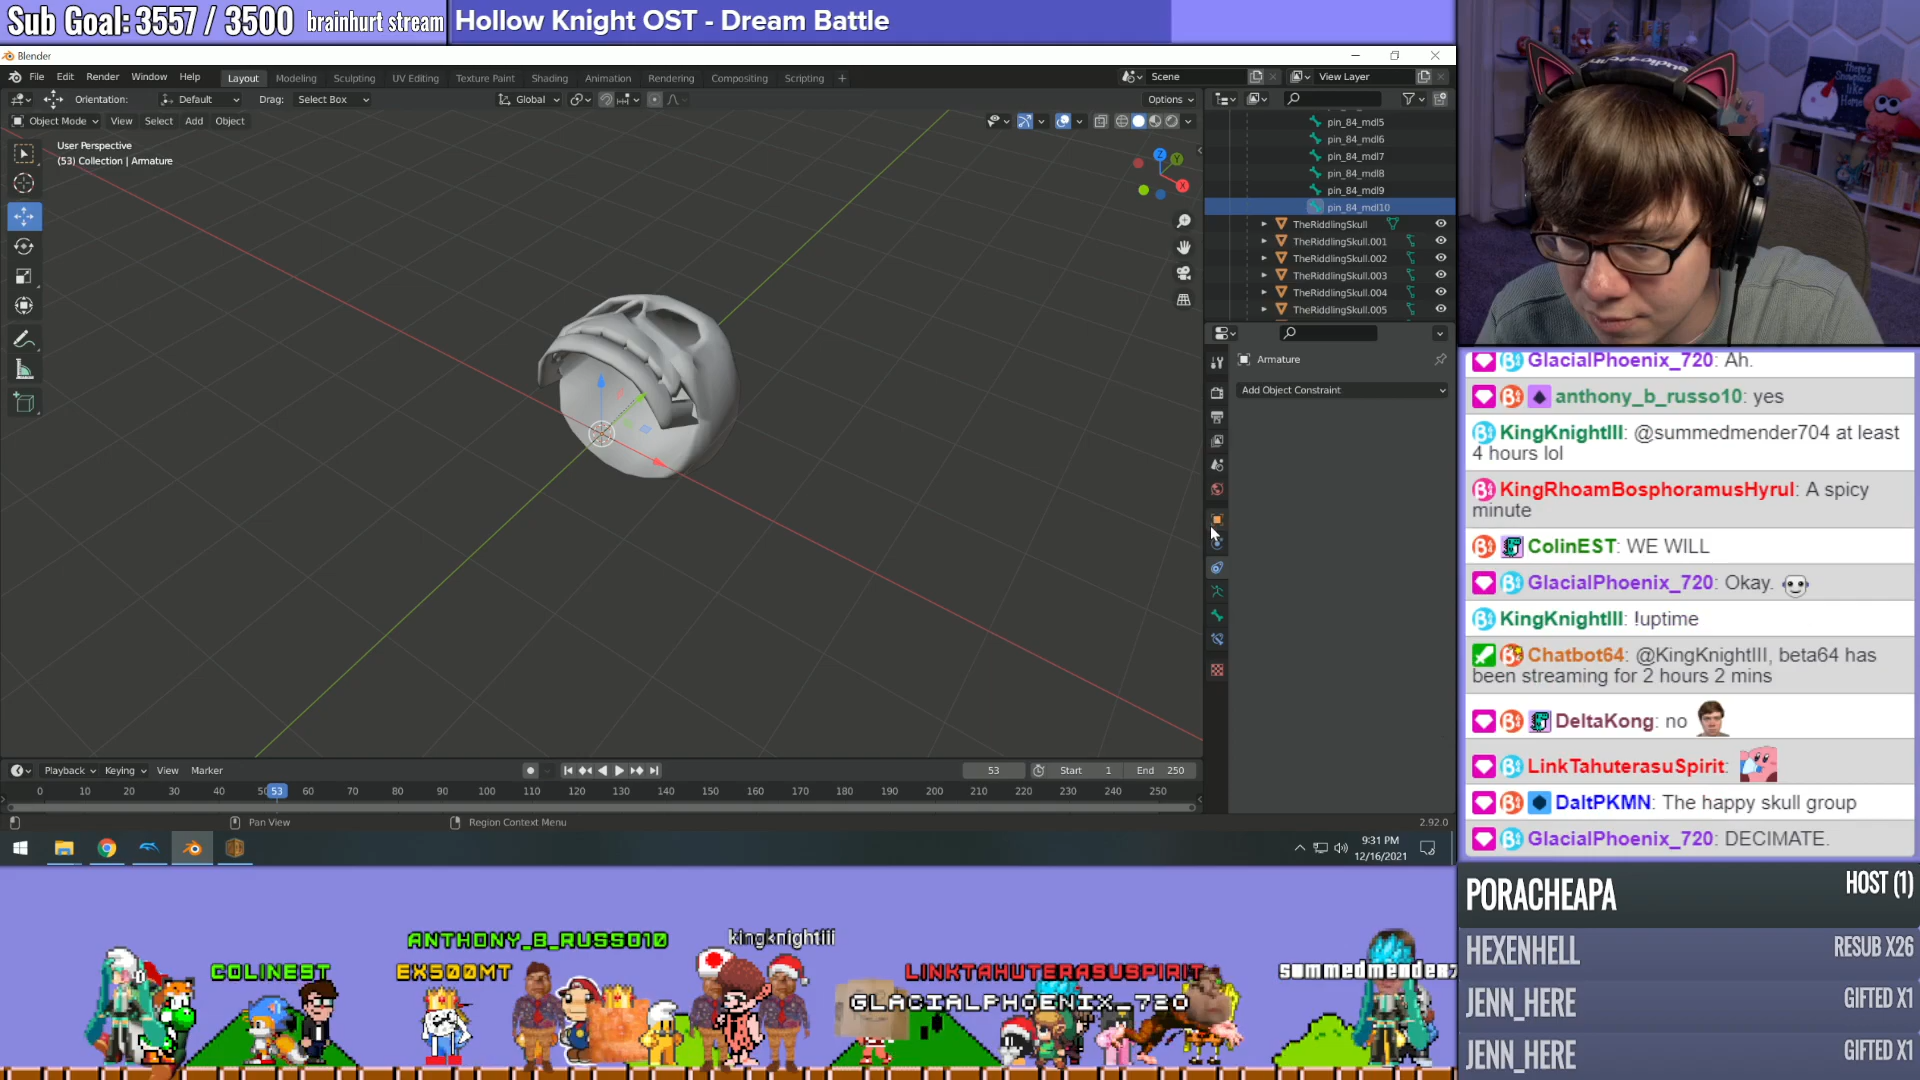 Sub Goal: 3557 / 3500 brainhurt stream
Hollow Knight OST - Dream Battle
Blender
File Edit Render Window Help
Layout Modeling Sculpting UV Editing Texture Paint Shading Animation Rendering Compositing Scripting +
Scene
View Layer
Orientation: Default Drag: Select Box
Global
Options
Object Mode View Select Add Object
User Perspective
(53) Collection | Armature
Z
Y
X
pin_84_mdl5
pin_84_mdl6
pin_84_mdl7
pin_84_mdl8
pin_84_mdl9
pin_84_mdl10
TheRiddlingSkull
TheRiddlingSkull.001
TheRiddlingSkull.002
TheRiddlingSkull.003
TheRiddlingSkull.004
TheRiddlingSkull.005
Armature
Add Object Constraint
Playback Keying View Marker
53 Start 1 End 250
0 10 20 30 40 50 53 60 70 80 90 100 110 120 130 140 150 160 170 180 190 200 210 220 230 240 250
Pan View
Region Context Menu
2.92.0
9:31 PM
12/16/2021
GlacialPhoenix_720: Ah.
anthony_b_russo10: yes
KingKnightIII: @summedmender704 at least
4 hours lol
KingRhoamBosphoramusHyrul: A spicy
minute
ColinEST: WE WILL
GlacialPhoenix_720: Okay.
KingKnightIII: !uptime
Chatbot64: @KingKnightIII, beta64 has
been streaming for 2 hours 2 mins
DeltaKong: no
LinkTahuterasuSpirit:
DaltPKMN: The happy skull group
GlacialPhoenix_720: DECIMATE.
PORACHEAPA HOST (1)
HEXENHELL RESUB X26
JENN_HERE GIFTED X1
JENN_HERE GIFTED X1
ANTHONY_B_RUSSO10
kingknightiii
COLINEST
EX500MT
LINKTAHUTERASUSPIRIT
GLACIALPHOENIX_720
summedmender7